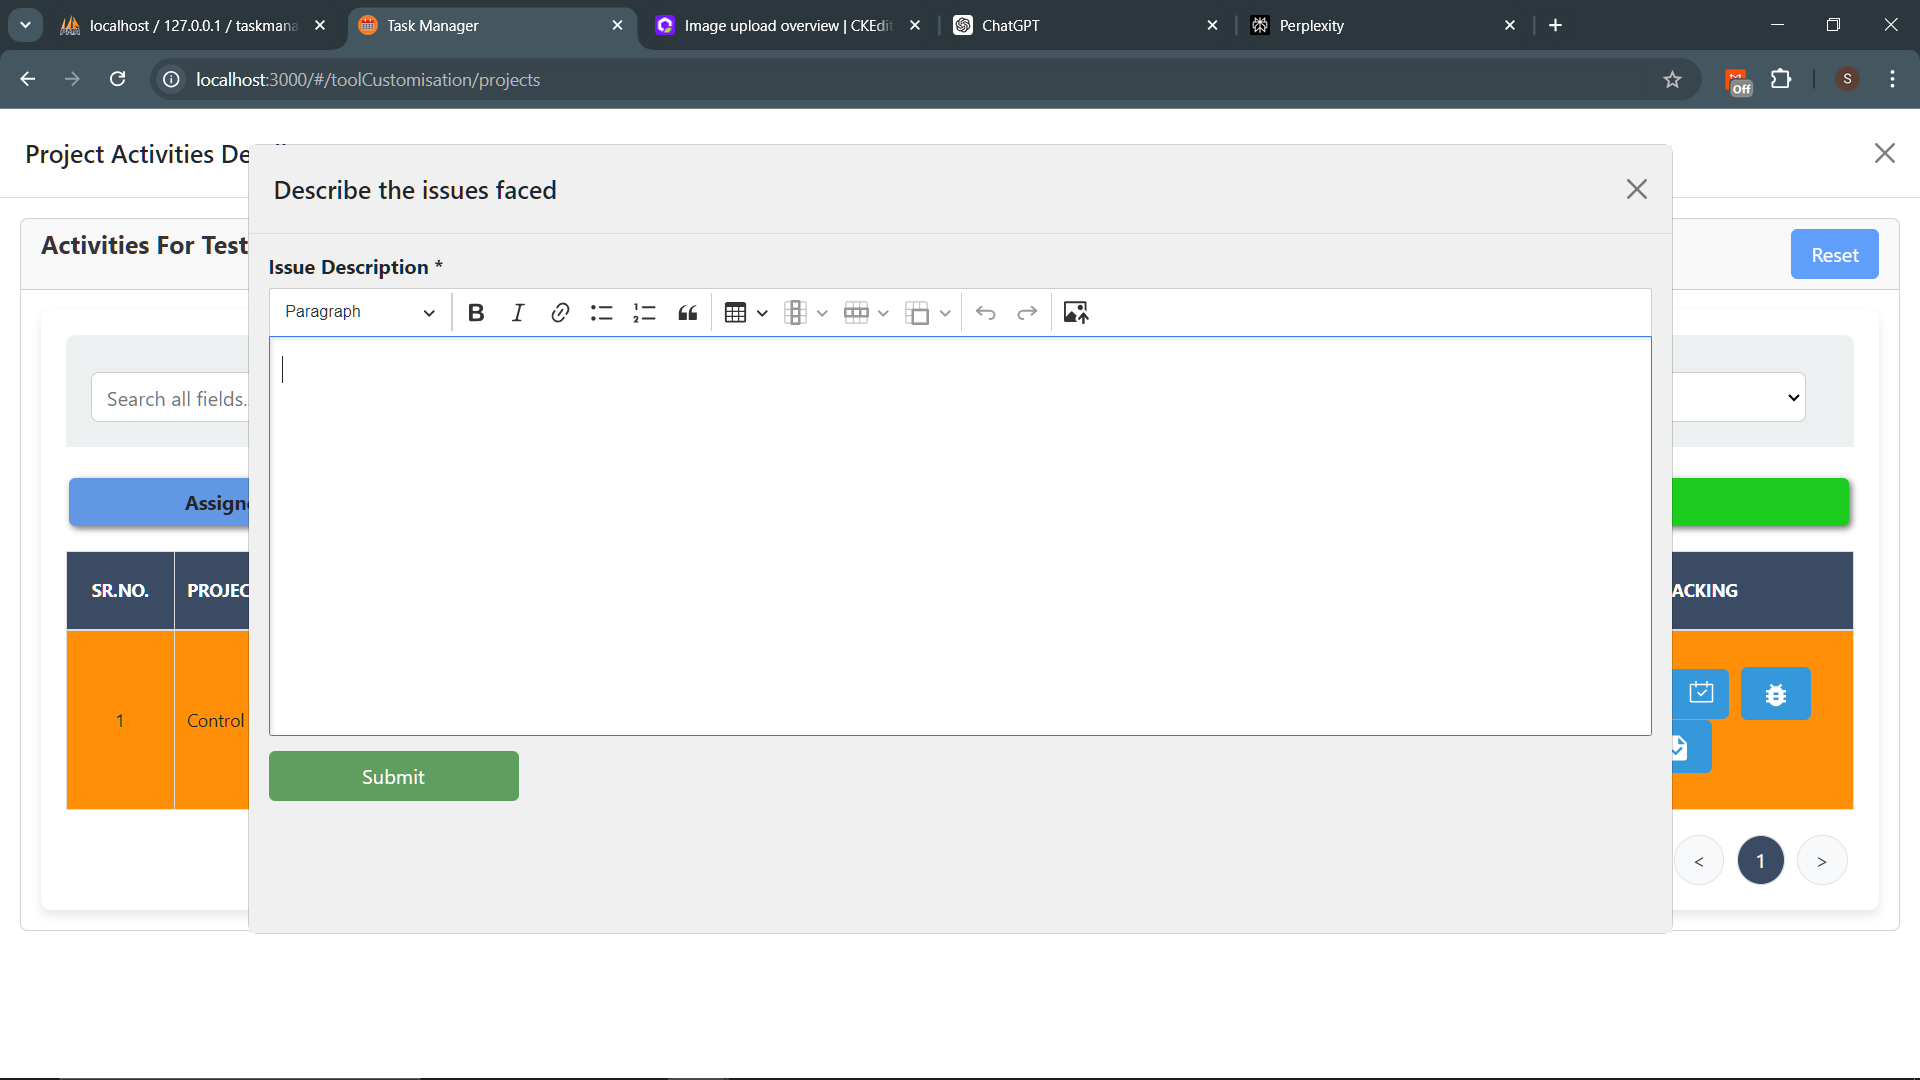 localhost / 127.0.0.1 / taskmana
Task Manager
Image upload overview | CKEdi
ChatGPT
Perplexity
localhost:3000/#/toolCustomisation/projects
Off
S
Project Activities De
Describe the issues faced
Activities For Test
Reset
Issue Description *
Paragraph
Search all fields.
Assign
SR.NO.
PROJEC
ACKING
1
Control
Submit
<
1
>